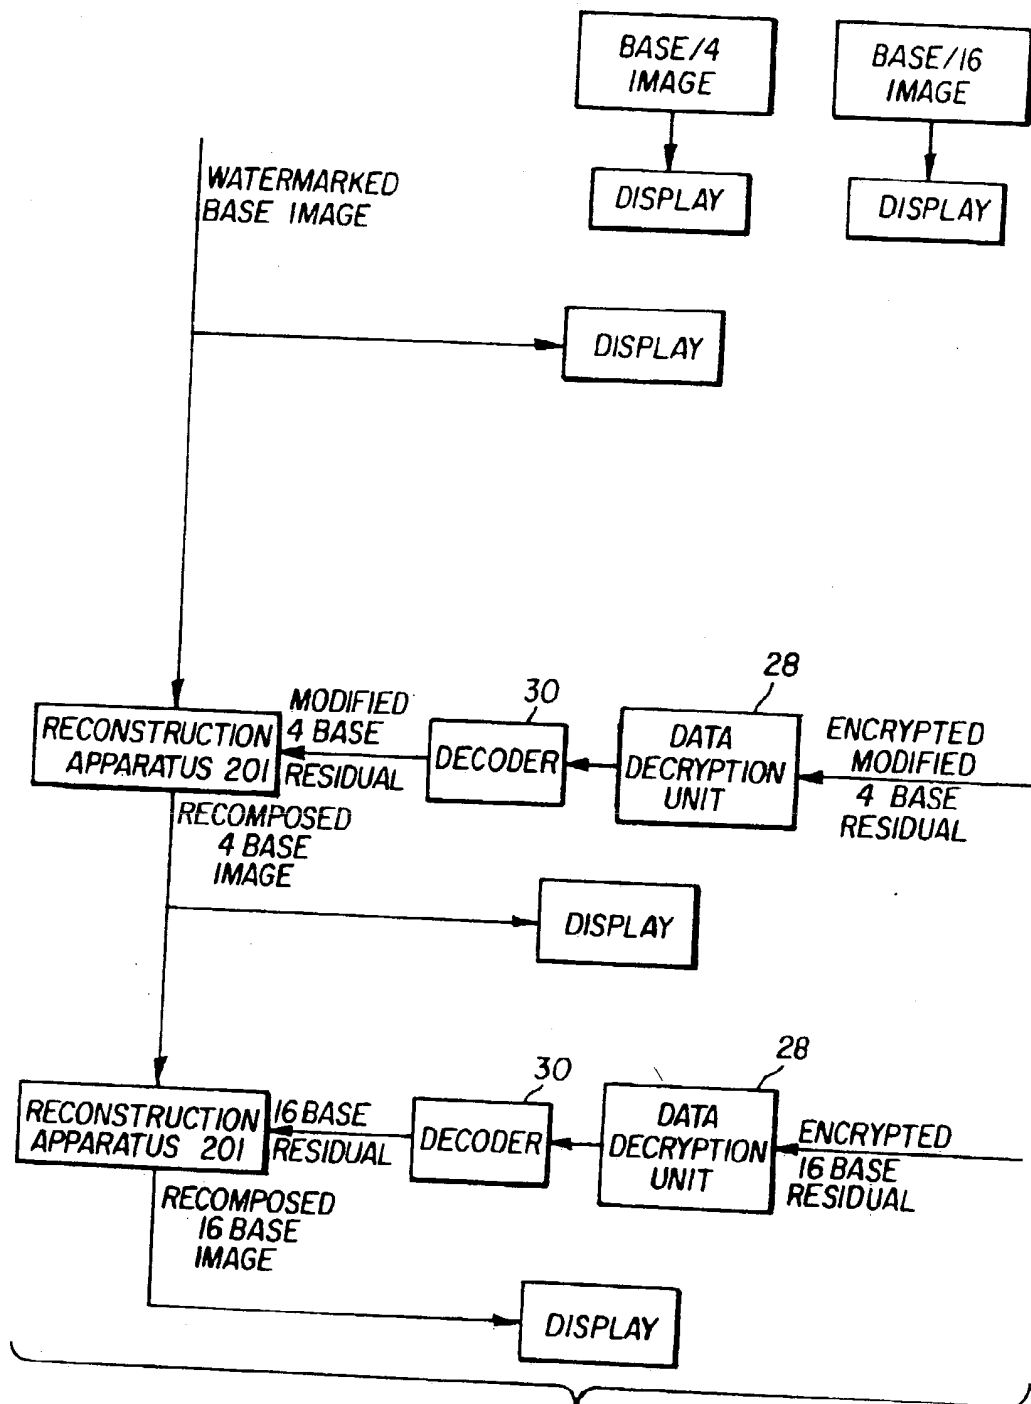 BASE/4
IMAGE
BASE/16
IMAGE
DISPLAY
DISPLAY
WATERMARKED
BASE IMAGE
DISPLAY
28
30
MODIFIED
4 BASE
RESIDUAL
RECONSTRUCTION
APPARATUS 201
DECODER
DATA
DECRYPTION
UNIT
ENCRYPTED
MODIFIED
4 BASE
RESIDUAL
RECOMPOSED
4 BASE
IMAGE
DISPLAY
28
30
RECONSTRUCTION
APPARATUS 201
16 BASE
RESIDUAL
DECODER
DATA
DECRYPTION
UNIT
ENCRYPTED
16 BASE
RESIDUAL
RECOMPOSED
16 BASE
IMAGE
DISPLAY